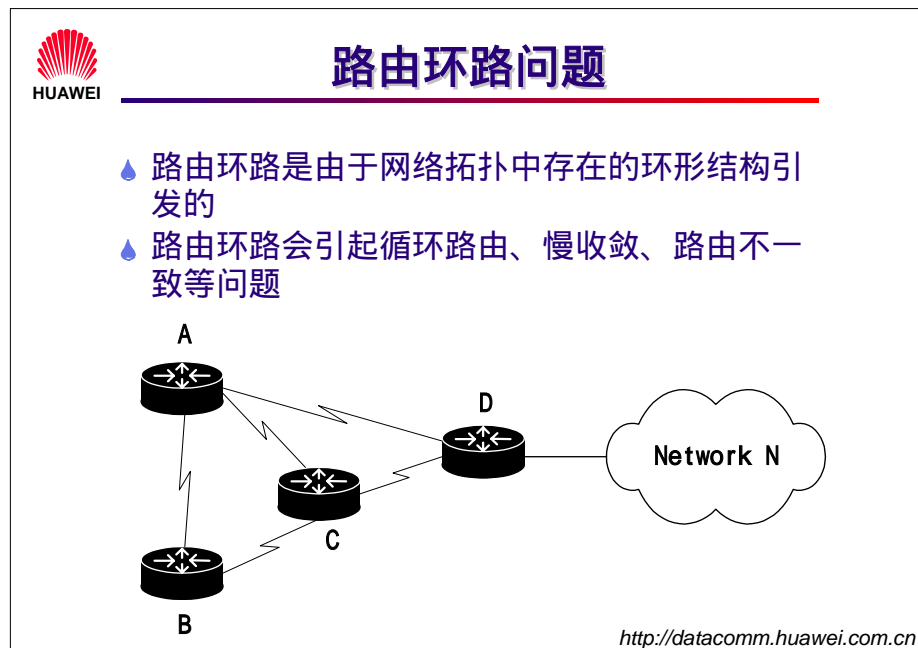 HUAWEI
路由环路问题
路由环路是由于网络拓扑中存在的环形结构引
发的
路由环路会引起循环路由、慢收敛、路由不一
致等问题
A
D
Network N
C
B
http://datacomm.huawei.com.cn